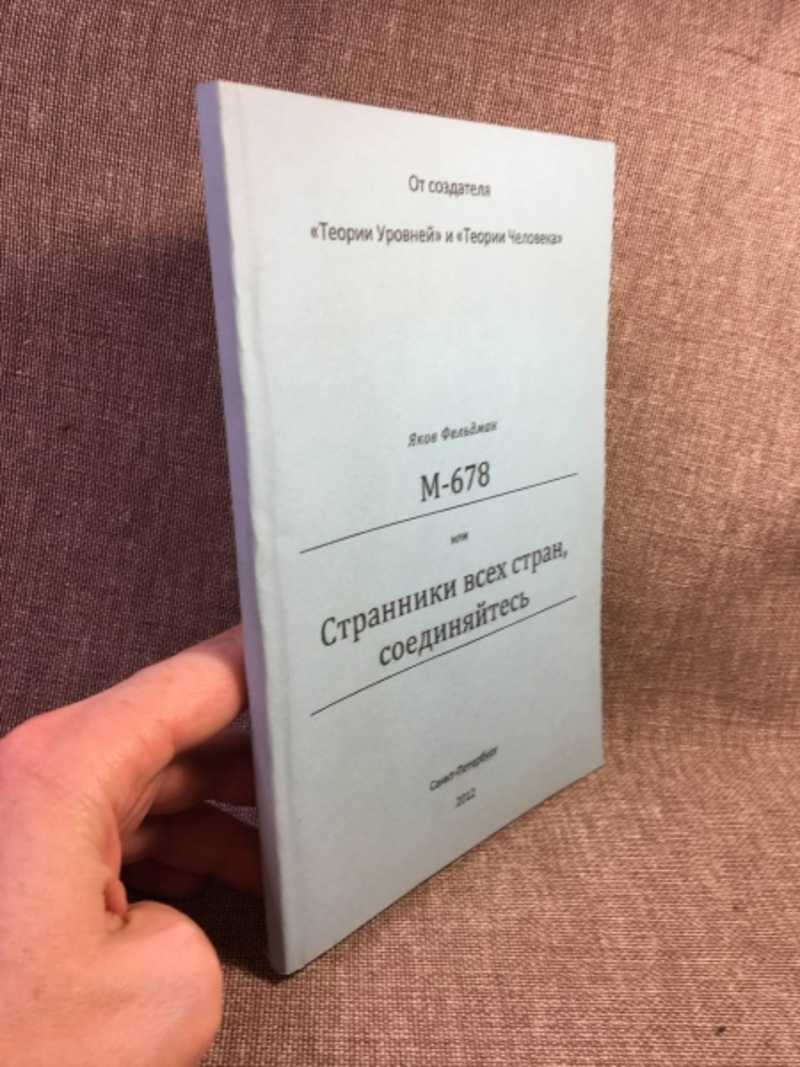 От создателя
«Теории Уровней» и «Теории Человека»
Яков Фельдман
М-678
или
Странники всех стран,
соединяйтесь
Санкт-Петербург
2012